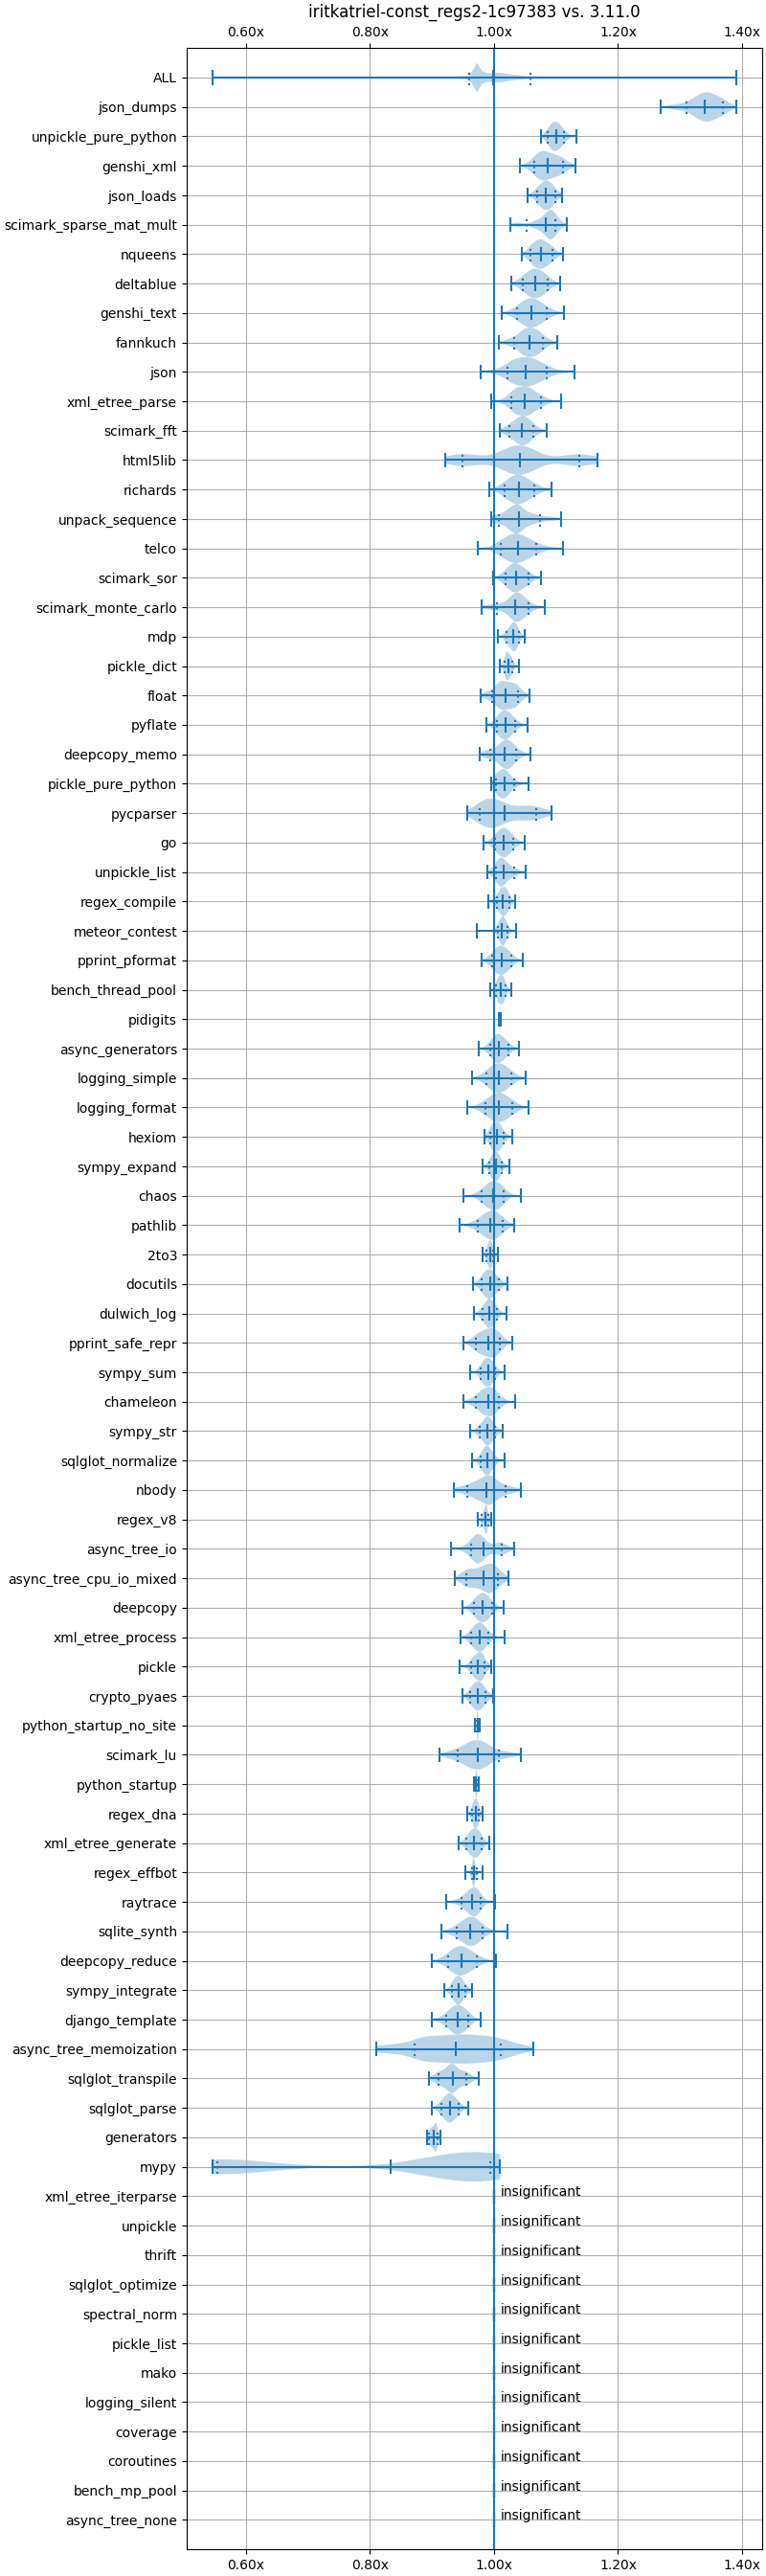 iritkatriel-const_regs2-1c97383 vs. 3.11.0
0.60x 0.80x 1.00x 1.20x 1.40x
ALL
json_dumps
unpickle_pure_python
genshi_xml
json_loads
scimark_sparse_mat_mult
nqueens
deltablue
genshi_text
fannkuch
json
xml_etree_parse
scimark_fft
html5lib
richards
unpack_sequence
telco
scimark_sor
scimark_monte_carlo
mdp
pickle_dict
float
pyflate
deepcopy_memo
pickle_pure_python
pycparser
go
unpickle_list
regex_compile
meteor_contest
pprint_pformat
bench_thread_pool
pidigits
async_generators
logging_simple
logging_format
hexiom
sympy_expand
chaos
pathlib
2to3
docutils
dulwich_log
pprint_safe_repr
sympy_sum
chameleon
sympy_str
sqlglot_normalize
nbody
regex_v8
async_tree_io
async_tree_cpu_io_mixed
deepcopy
xml_etree_process
pickle
crypto_pyaes
python_startup_no_site
scimark_lu
python_startup
regex_dna
xml_etree_generate
regex_effbot
raytrace
sqlite_synth
deepcopy_reduce
sympy_integrate
django_template
async_tree_memoization
sqlglot_transpile
sqlglot_parse
generators
mypy
xml_etree_iterparse insignificant
unpickle insignificant
thrift insignificant
sqlglot_optimize insignificant
spectral_norm insignificant
pickle_list insignificant
mako insignificant
logging_silent insignificant
coverage insignificant
coroutines insignificant
bench_mp_pool insignificant
async_tree_none insignificant
0.60x 0.80x 1.00x 1.20x 1.40x